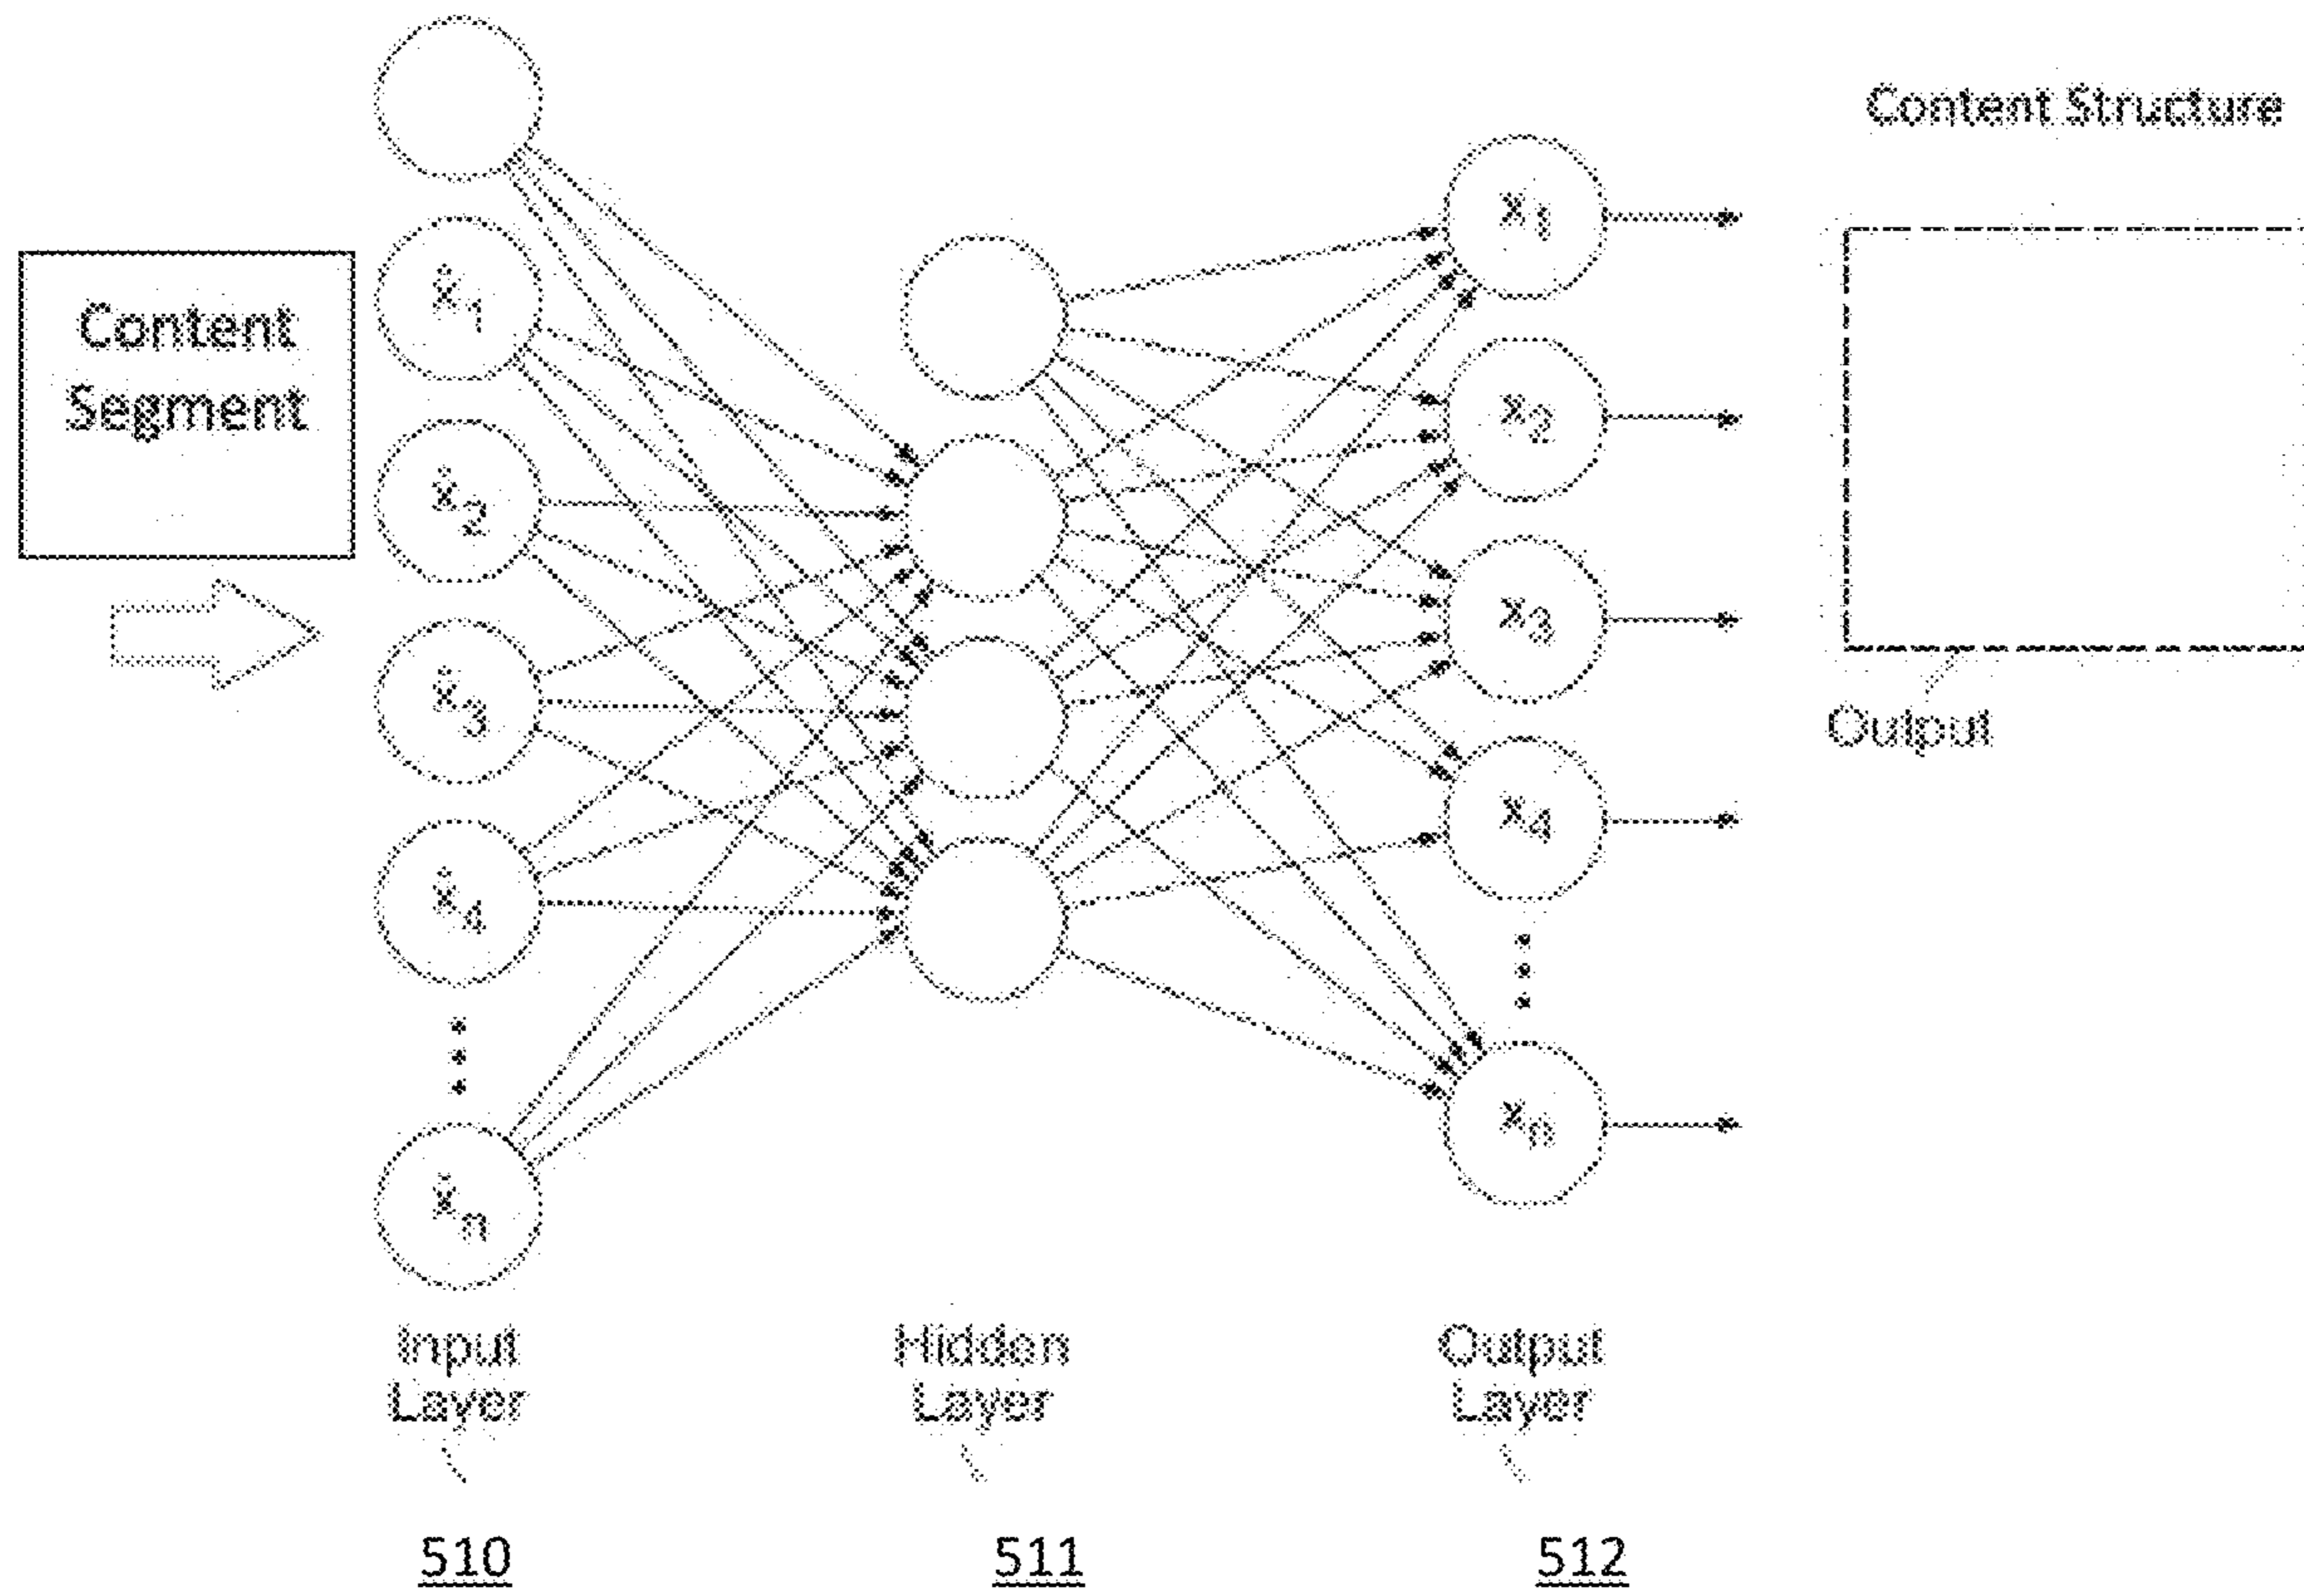 Content Structure
Content
Segment
x̂1
x̂2
x̂3
x̂4
x̂n
x1
x2
x3
x4
xn
Output
Input
Layer
Hidden
Layer
Output
Layer
510
511
512